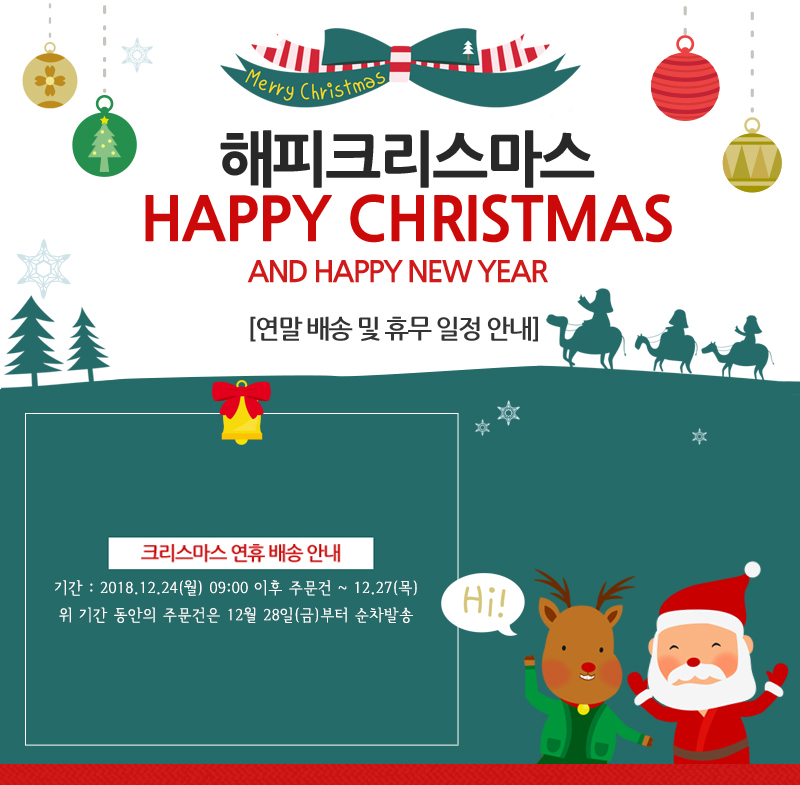 Merry Christmas
해피크리스마스
HAPPY CHRISTMAS
AND HAPPY NEW YEAR
[연말 배송 및 휴무 일정 안내]
크리스마스 연휴 배송 안내
기간 : 2018.12.24(월) 09:00 이후 주문건 ~ 12.27(목)
위 기간 동안의 주문건은 12월 28일(금)부터 순차발송
Hi!